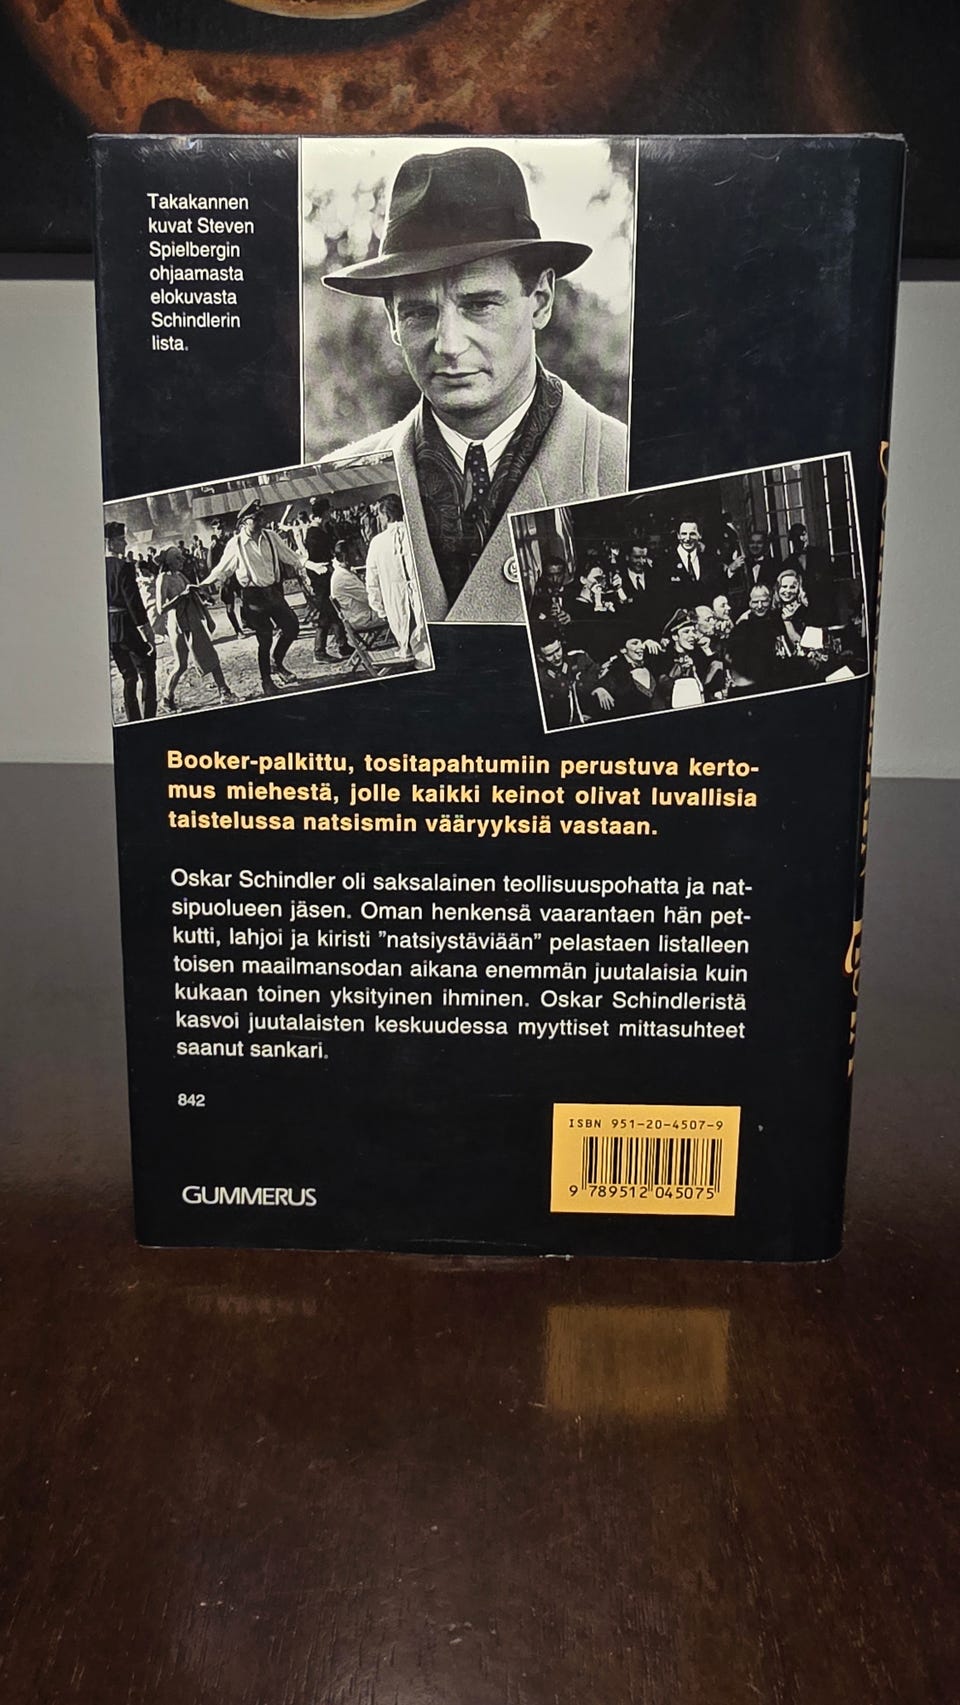 Takakannen
kuvat Steven
Spielbergin
ohjaamasta
elokuvasta
Schindlerin
lista.
Booker-palkittu, tositapahtumiin perustuva kerto-
mus miehestä, jolle kaikki keinot olivat luvallisia
taistelussa natsismin vääryyksiä vastaan.
Oskar Schindler oli saksalainen teollisuuspohatta ja nat-
sipuolueen jäsen. Oman henkensä vaarantaen hän pet-
kutti, lahjoi ja kiristi ”natsiystäviään” pelastaen listalleen
toisen maailmansodan aikana enemmän juutalaisia kuin
kukaan toinen yksityinen ihminen. Oskar Schindleristä
kasvoi juutalaisten keskuudessa myyttiset mittasuhteet
saanut sankari.
842
ISBN 951-20-4507-9
9 789512 045075
GUMMERUS